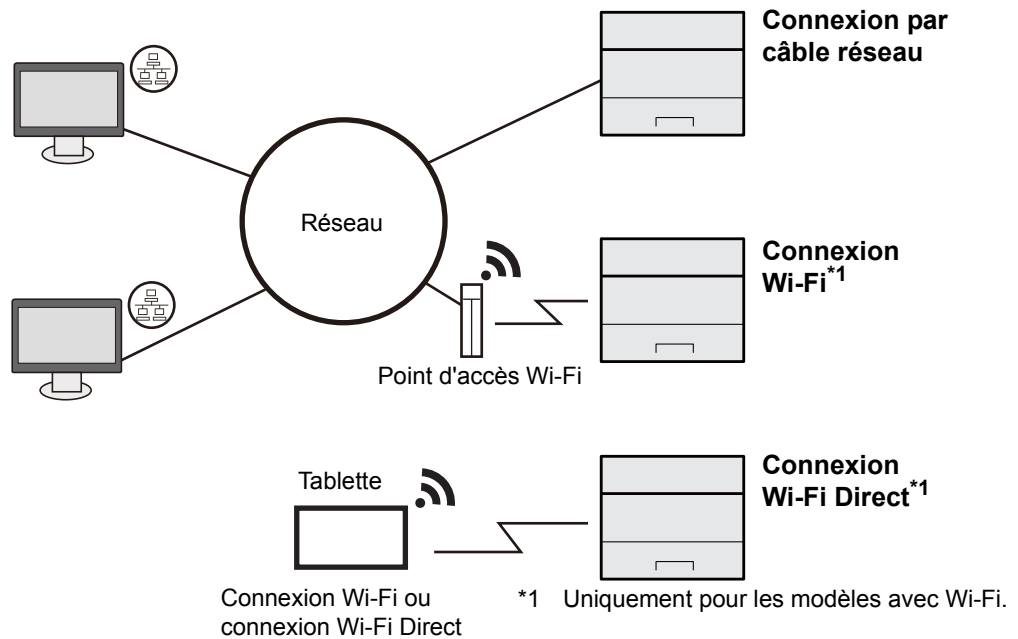 Connexion par
câble réseau
Réseau
Connexion
Wi-Fi*1
Point d'accès Wi-Fi
Connexion
Wi-Fi Direct*1
Tablette
Connexion Wi-Fi ou
connexion Wi-Fi Direct
*1 Uniquement pour les modèles avec Wi-Fi.